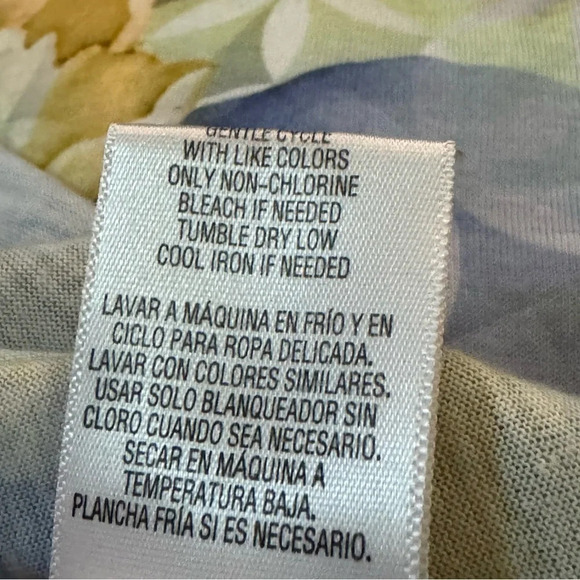 GENTLE CYCLE
WITH LIKE COLORS
ONLY NON-CHLORINE
BLEACH IF NEEDED
TUMBLE DRY LOW
COOL IRON IF NEEDED
LAVAR A MÁQUINA EN FRÍO Y EN
CICLO PARA ROPA DELICADA.
LAVAR CON COLORES SIMILARES.
USAR SOLO BLANQUEADOR SIN
CLORO CUANDO SEA NECESARIO.
SECAR EN MÁQUINA A
TEMPERATURA BAJA.
PLANCHA FRÍA SI ES NECESARIO.